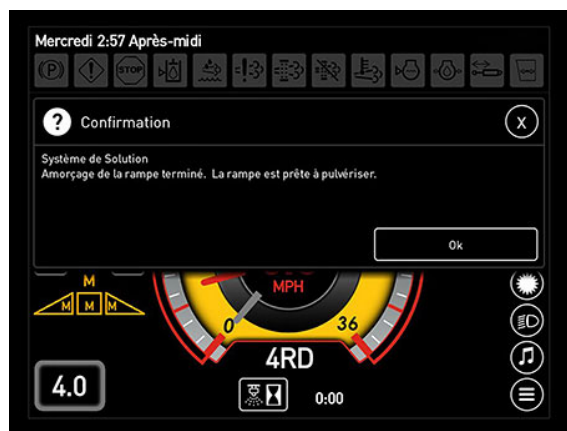 Mercredi 2:57 Après-midi
(P) STOP
? Confirmation X
Système de Solution
Amorçage de la rampe terminé. La rampe est prête à pulvériser.
Ok
MPH
M
M M M
0 36
4RD
4.0
0:00